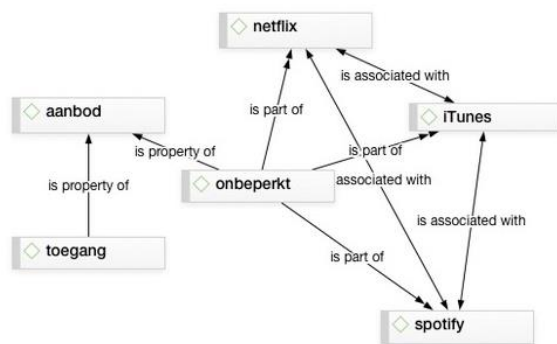 netflix
is associated with
aanbod
iTunes
is part of
is property of
is part of
onbeperkt
associated with
is property of
is associated with
toegang
is part of
spotify